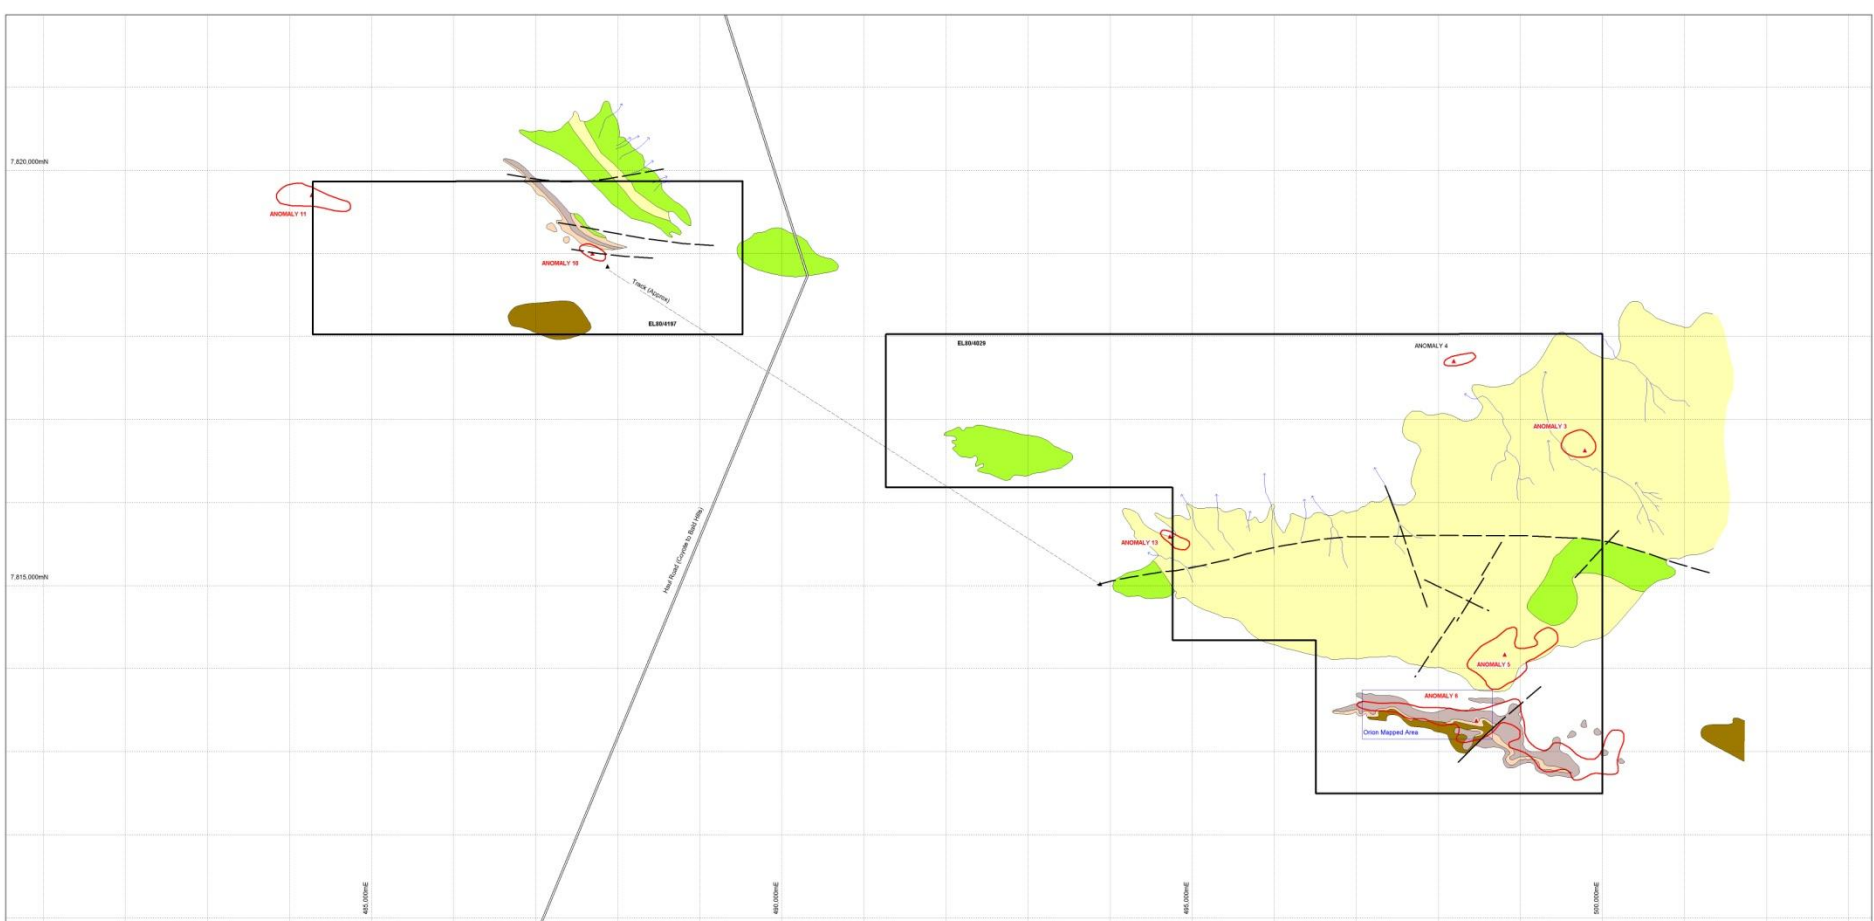 7,820,000mN
ANOMALY 11
ANOMALY 10
Track (Approx)
EL80/4197
EL80/4029
ANOMALY 4
ANOMALY 3
Haul Road (Coyote to Bald Hills)
ANOMALY 13
7,815,000mN
ANOMALY 5
ANOMALY 6
Orion Mapped Area
485,000mE
490,000mE
495,000mE
500,000mE